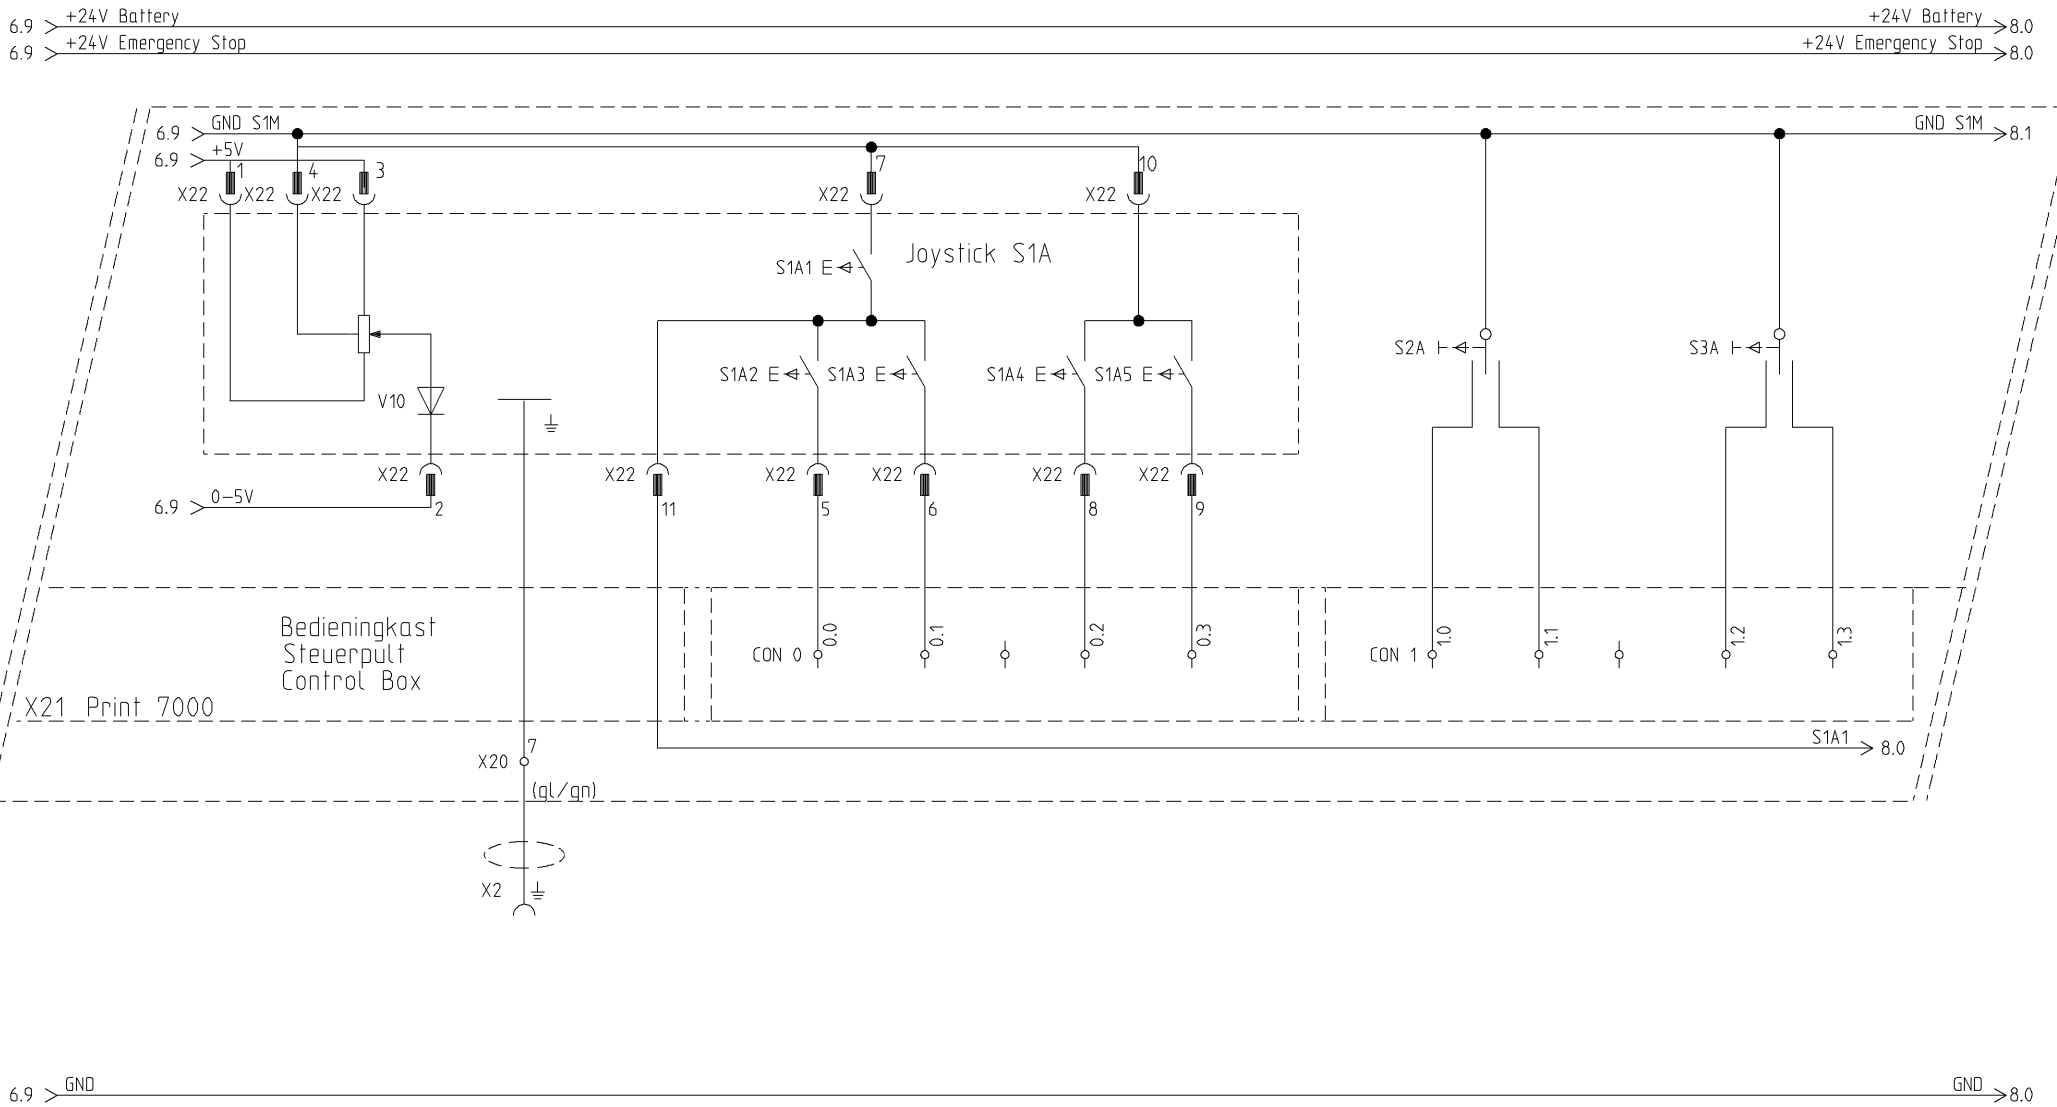 6.9 +24V Battery +24V Battery 8.0
6.9 +24V Emergency Stop +24V Emergency Stop 8.0
6.9 GND S1M GND S1M 8.1
6.9 +5V
1 4 3 7 10
X22 X22 X22 X22 X22
Joystick S1A
S1A1
S2A S3A
S1A2 S1A3 S1A4 S1A5
V10
X22 X22 X22 X22 X22 X22
6.9 0-5V
2 11 5 6 8 9
Bedieningkast
Steuerpult
Control Box
0.0 0.1 0.2 0.3 1.0 1.1 1.2 1.3
CON 0 CON 1
X21 Print 7000
S1A1 8.0
7
X20
(gl/gn)
X2
6.9 GND GND 8.0